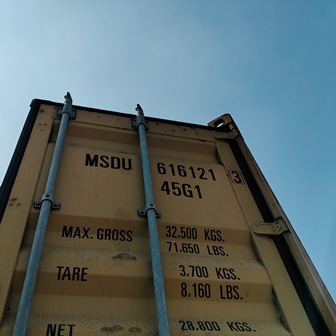 MSDU 616121 3
45G1
MAX. GROSS 32,500 KGS.
71,650 LBS.
TARE 3,700 KGS.
8,160 LBS.
NET 28,800 KGS.